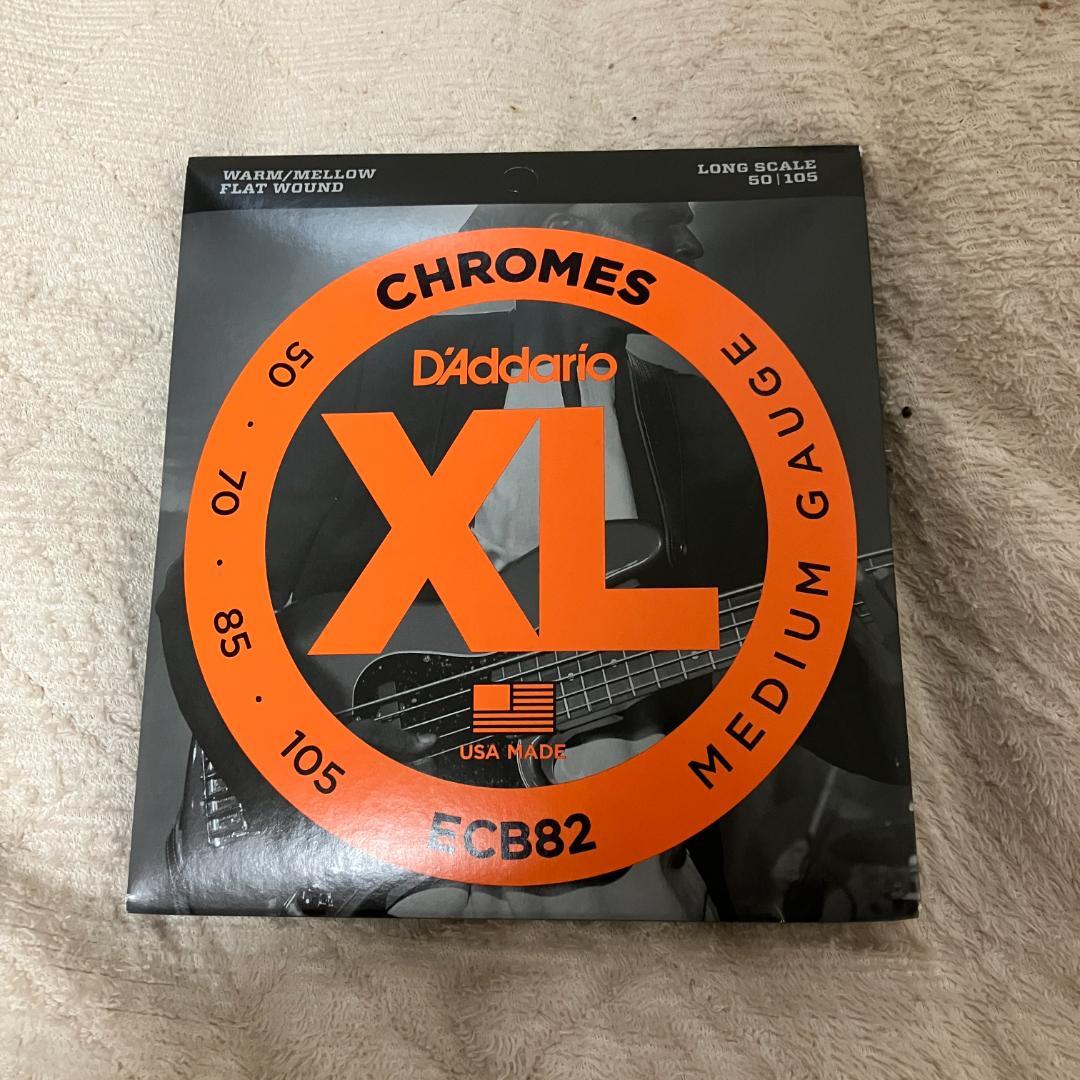 WARM/MELLOW
FLAT WOUND
LONG SCALE
50|105
CHROMES
D'Addario
XL
USA MADE
50 · 70 · 85 · 105
ECB82
MEDIUM GAUGE